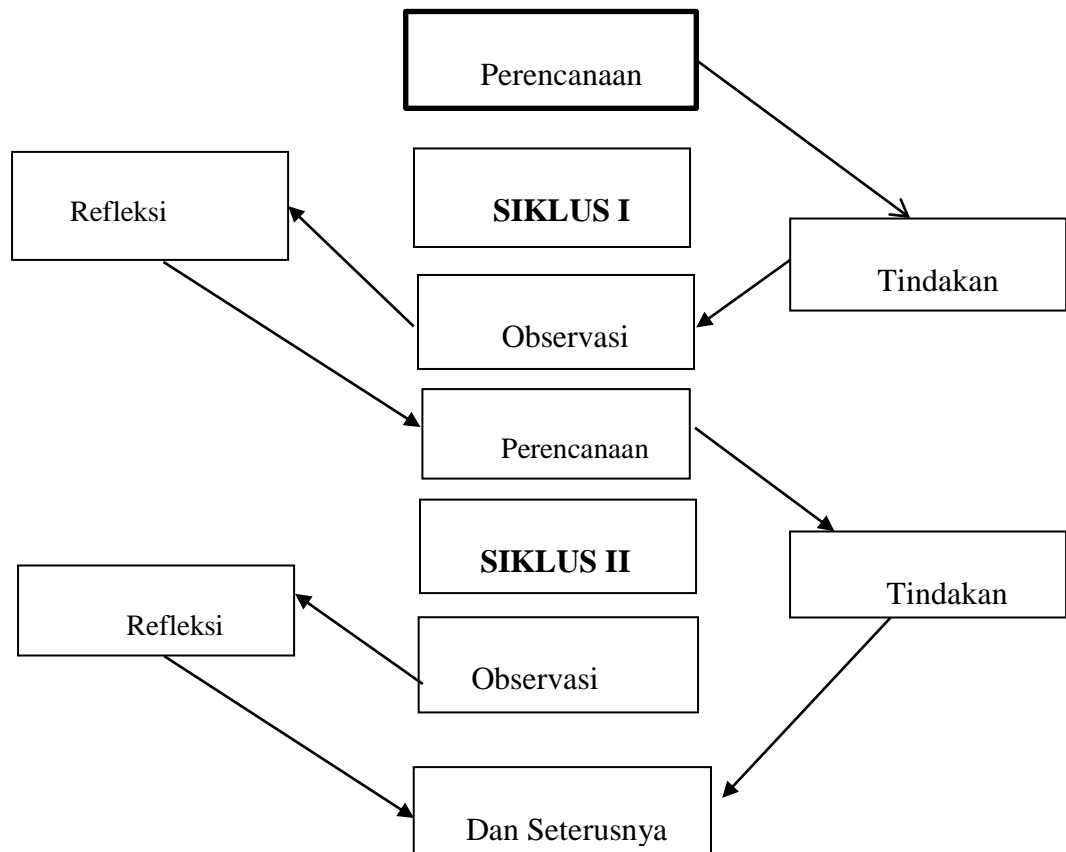 Perencanaan
SIKLUS I
Refleksi
Tindakan
Observasi
Perencanaan
SIKLUS II
Tindakan
Refleksi
Observasi
Dan Seterusnya